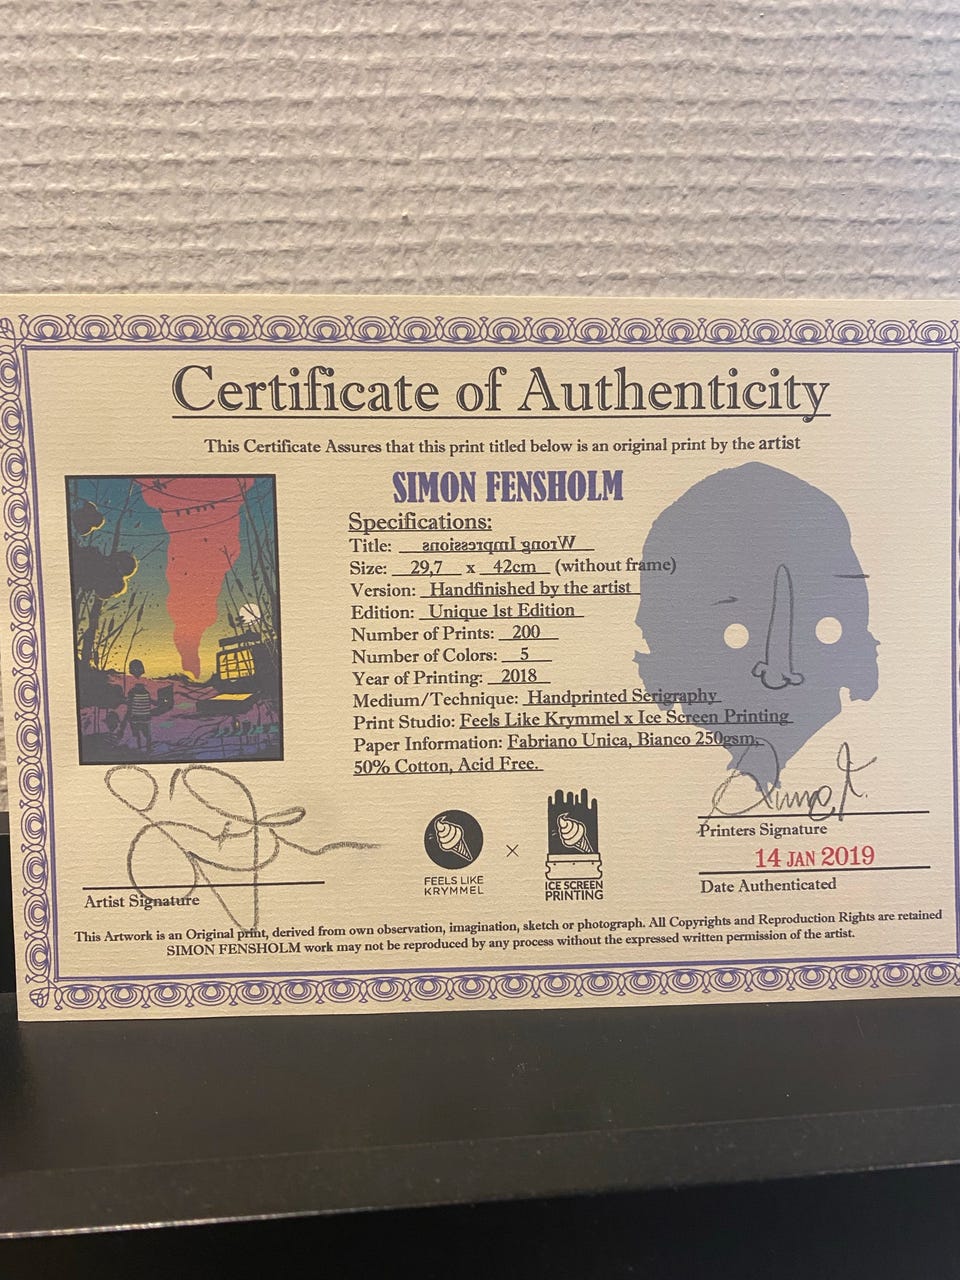 Certificate of Authenticity
This Certificate Assures that this print titled below is an original print by the artist
SIMON FENSHOLM
Specifications:
Title: Wrong Impressions
Size: 29,7 x 42cm (without frame)
Version: Handfinished by the artist
Edition: Unique 1st Edition
Number of Prints: 200
Number of Colors: 5
Year of Printing: 2018
Medium/Technique: Handprinted Serigraphy
Print Studio: Feels Like Krymmel x Ice Screen Printing
Paper Information: Fabriano Unica, Bianco 250gsm,
50% Cotton, Acid Free.
Artist Signature
FEELS LIKE
KRYMMEL
×
ICE SCREEN
PRINTING
Printers Signature
14 JAN 2019
Date Authenticated
This Artwork is an Original print, derived from own observation, imagination, sketch or photograph. All Copyrights and Reproduction Rights are retained
SIMON FENSHOLM work may not be reproduced by any process without the expressed written permission of the artist.